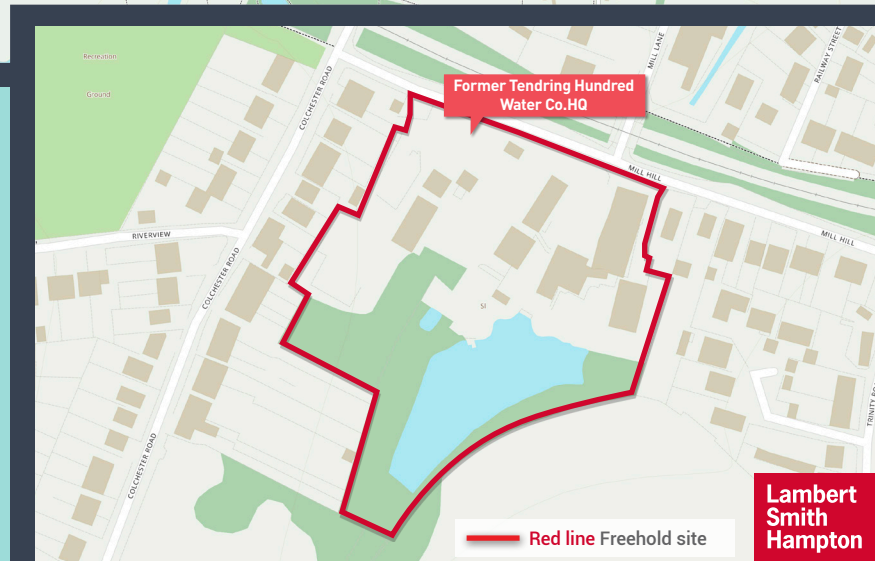 Recreation
Ground
COLCHESTER ROAD
MILL LANE
RAILWAY STREET
Former Tendring Hundred
Water Co.HQ
MILL HILL
RIVERVIEW
COLCHESTER ROAD
MILL HILL
SI
COLCHESTER ROAD
TRINITY RO
Lambert
Smith
Hampton
Red line Freehold site